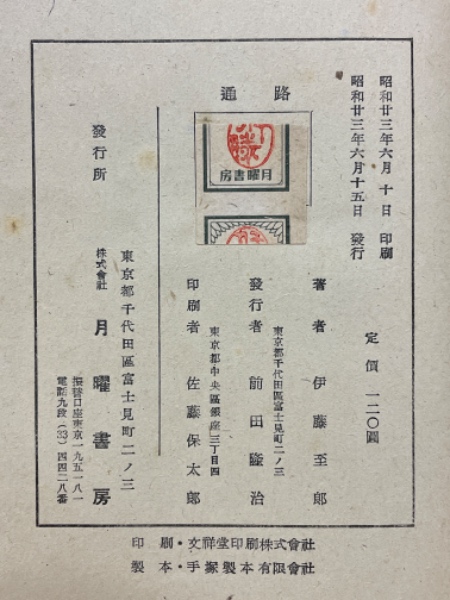 昭和廿三年六月十日 印刷
昭和廿三年六月十五日 發行
定價 一二〇圓
通路
月曜書房
著者 伊藤至郎
東京都千代田區富士見町二ノ三
發行者 前田隆治
東京都中央區銀座三丁目四
印刷者 佐藤保太郎
發行所
東京都千代田區富士見町二ノ三
株式會社 月曜書房
振替口座東京一九五一八一
電話九段(33)四四二八番
印刷・文祥堂印刷株式會社
製本・手塚製本有限會社